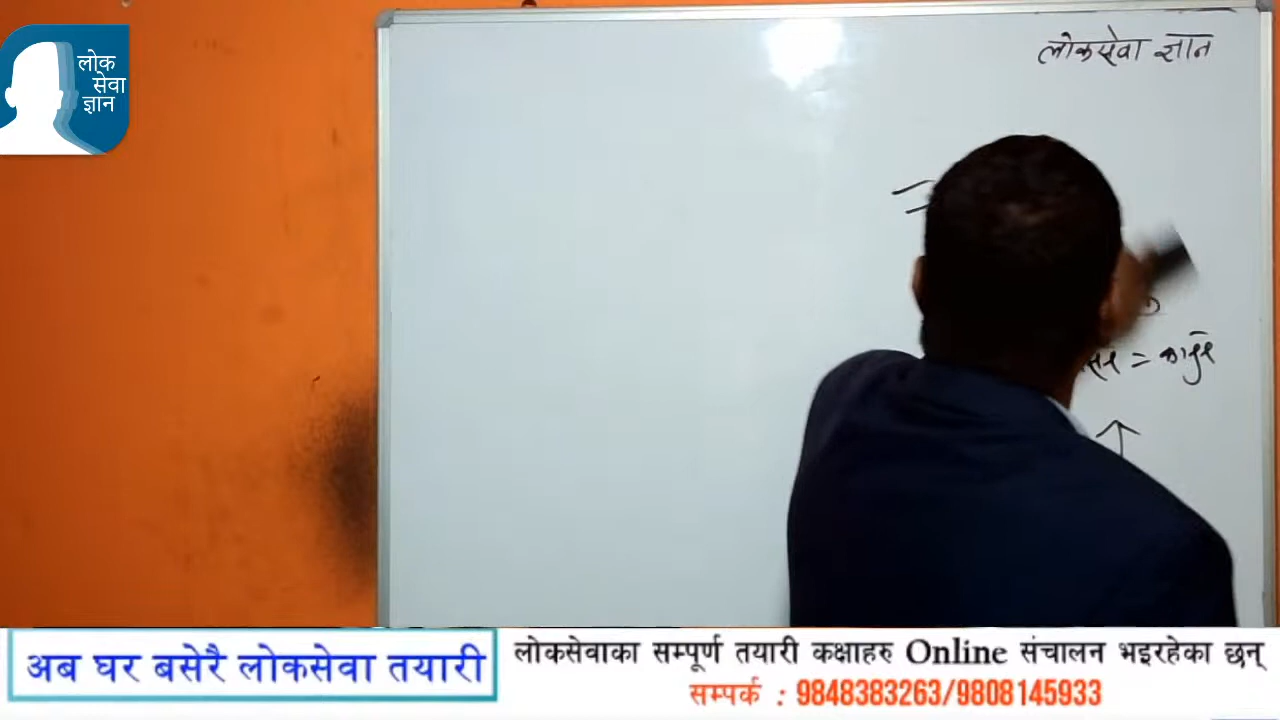 लोक
सेवा
ज्ञान
लोकसेवा ज्ञान
=
अब घर बसेरै लोकसेवा तयारी
लोकसेवाका सम्पूर्ण तयारी कक्षाहरु Online संचालन भइरहेका छन्
सम्पर्क : 9848383263/9808145933